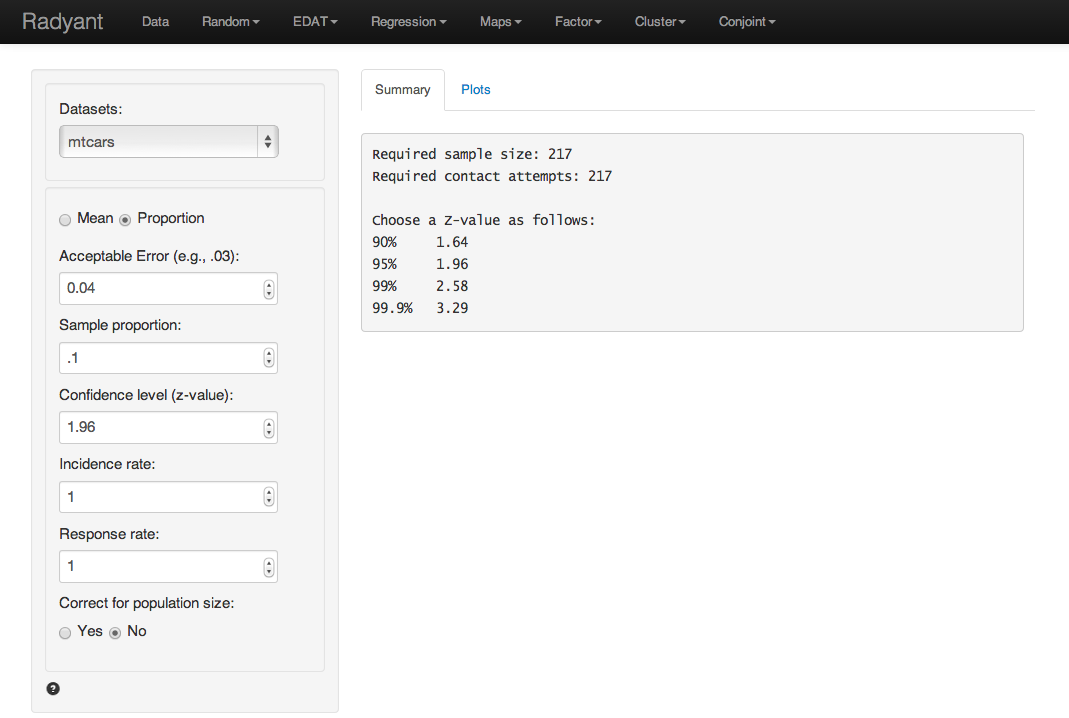 Radyant Data Random EDAT Regression Maps Factor Cluster Conjoint
Datasets:
mtcars
Mean Proportion
Acceptable Error (e.g., .03):
0.04
Sample proportion:
.1
Confidence level (z-value):
1.96
Incidence rate:
1
Response rate:
1
Correct for population size:
Yes No
?
Summary Plots
Required sample size: 217
Required contact attempts: 217
Choose a Z-value as follows:
90% 1.64
95% 1.96
99% 2.58
99.9% 3.29